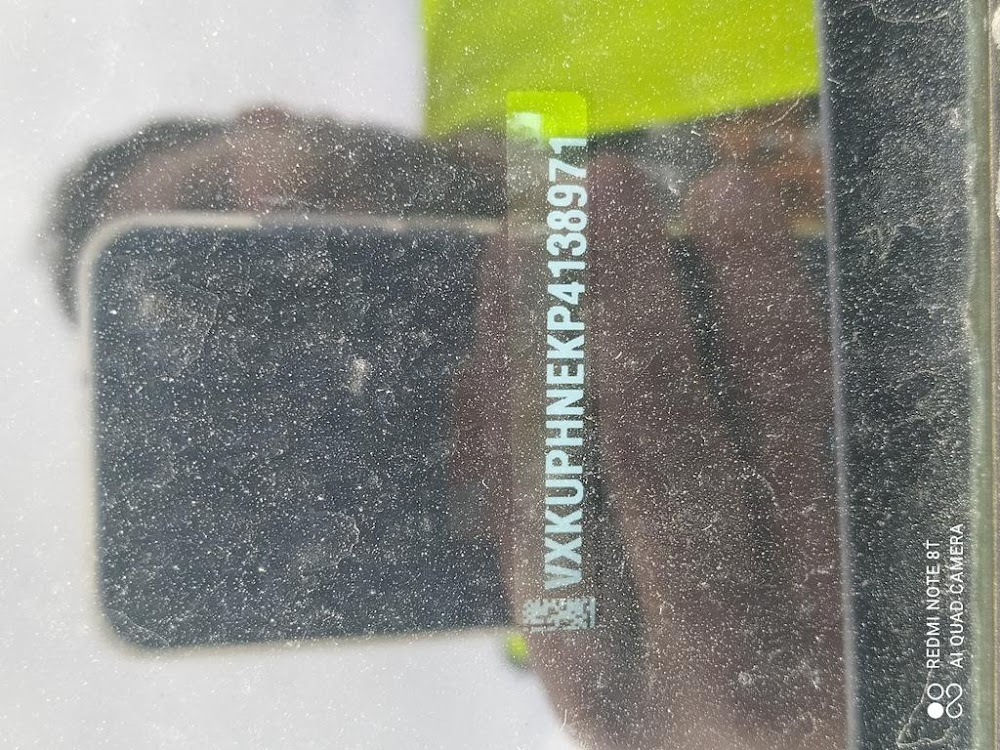 VXKUPHNEKP4138971
REDMI NOTE 8T
AI QUAD CAMERA